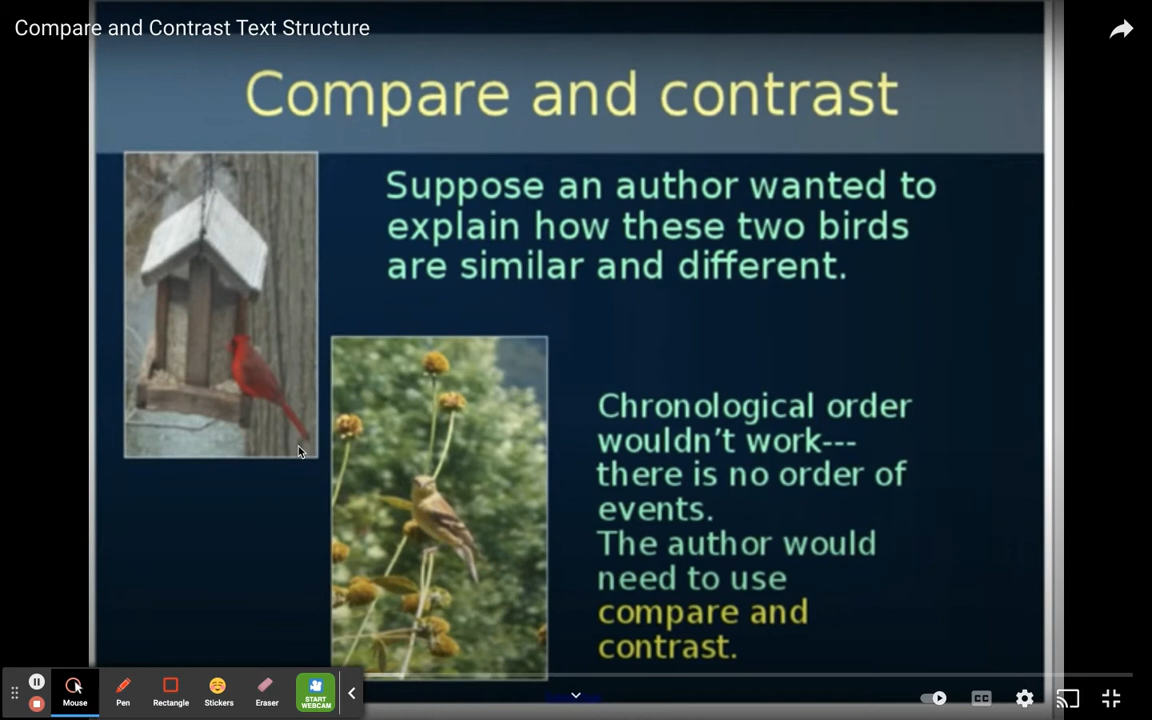 Compare and Contrast Text Structure
Compare and contrast
Suppose an author wanted to
explain how these two birds
are similar and different.
Chronological order
wouldn't work---
there is no order of
events.
The author would
need to use
compare and
contrast.
Mouse
Pen
Rectangle
Stickers
Eraser
START
WEBCAM
CC